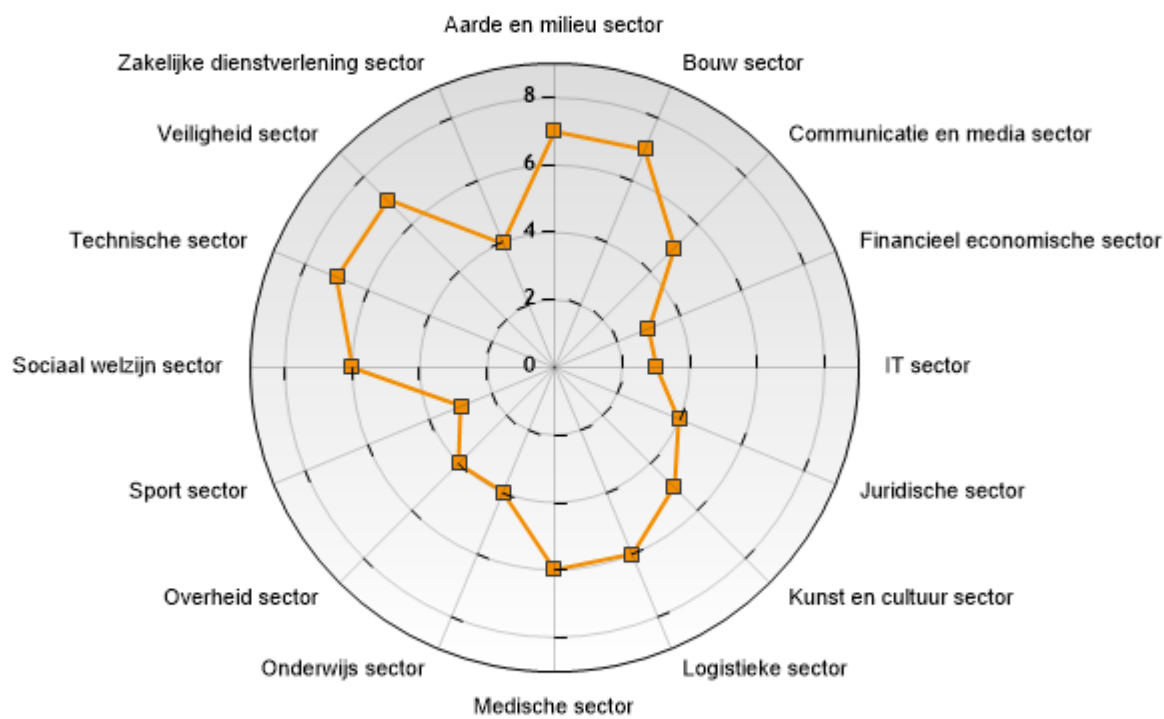 Aarde en milieu sector
Zakelijke dienstverlening sector
Bouw sector
8
Veiligheid sector
Communicatie en media sector
6
Technische sector
4
Financieel economische sector
2
Sociaal welzijn sector
0
IT sector
Sport sector
Juridische sector
Overheid sector
Kunst en cultuur sector
Onderwijs sector
Logistieke sector
Medische sector